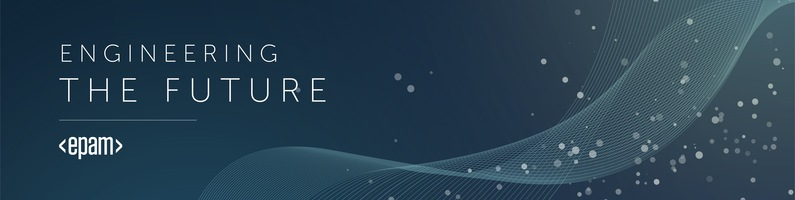 ENGINEERING
THE FUTURE
<epam>